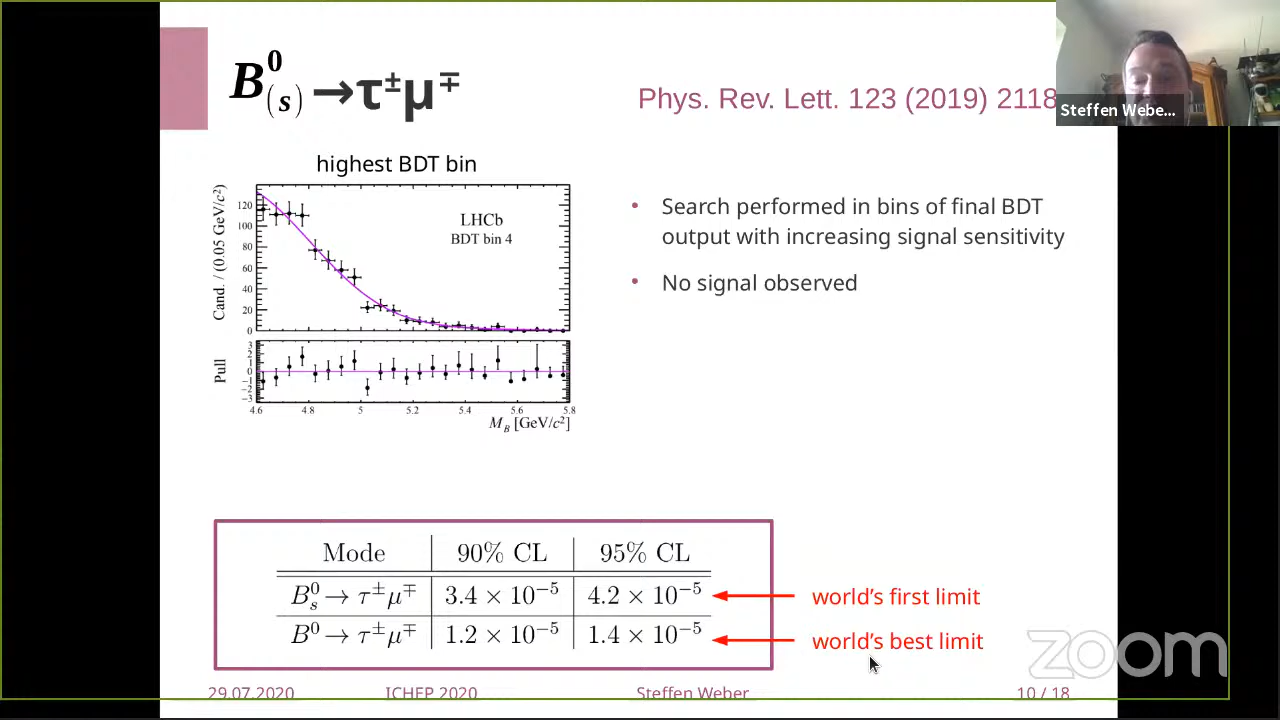 B⁰₍ₛ₎→τ±μ∓
Phys. Rev. Lett. 123 (2019) 2118
Steffen Webe...
highest BDT bin
LHCb
BDT bin 4
Cand. / (0.05 GeV/c²)
120
100
80
60
40
20
0
Pull
3
2
1
0
−1
−2
−3
4.6 4.8 5 5.2 5.4 5.6 5.8
M_B [GeV/c²]
• Search performed in bins of final BDT
output with increasing signal sensitivity
• No signal observed
Mode 90% CL 95% CL
B⁰ₛ → τ±μ∓ 3.4 × 10⁻⁵ 4.2 × 10⁻⁵
world's first limit
B⁰ → τ±μ∓ 1.2 × 10⁻⁵ 1.4 × 10⁻⁵
world's best limit
zoom
29.07.2020 ICHEP 2020 Steffen Weber 10 / 18